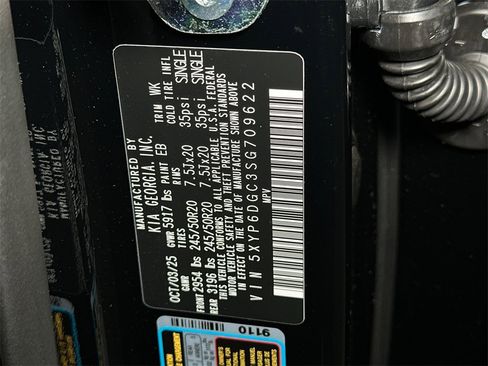 MANUFACTURED BY
KIA GEORGIA, INC.
OCT/03/25 GVWR 5917 lbs PAINT EB TRIM WK
GAWR RIMS COLD TIRE INFL
FRONT 2954 lbs 245/50R20 7.5Jx20 35psi SINGLE
3196 lbs 245/50R20 7.5Jx20 35psi SINGLE
THIS VEHICLE CONFORMS TO ALL APPLICABLE U.S.A. FEDERAL
MOTOR VEHICLE SAFETY AND THEFT PREVENTION STANDARDS
IN EFFECT ON THE DATE OF MANUFACTURE SHOWN ABOVE
VIN 5XYP6DGC3SG709622
MPV
9110